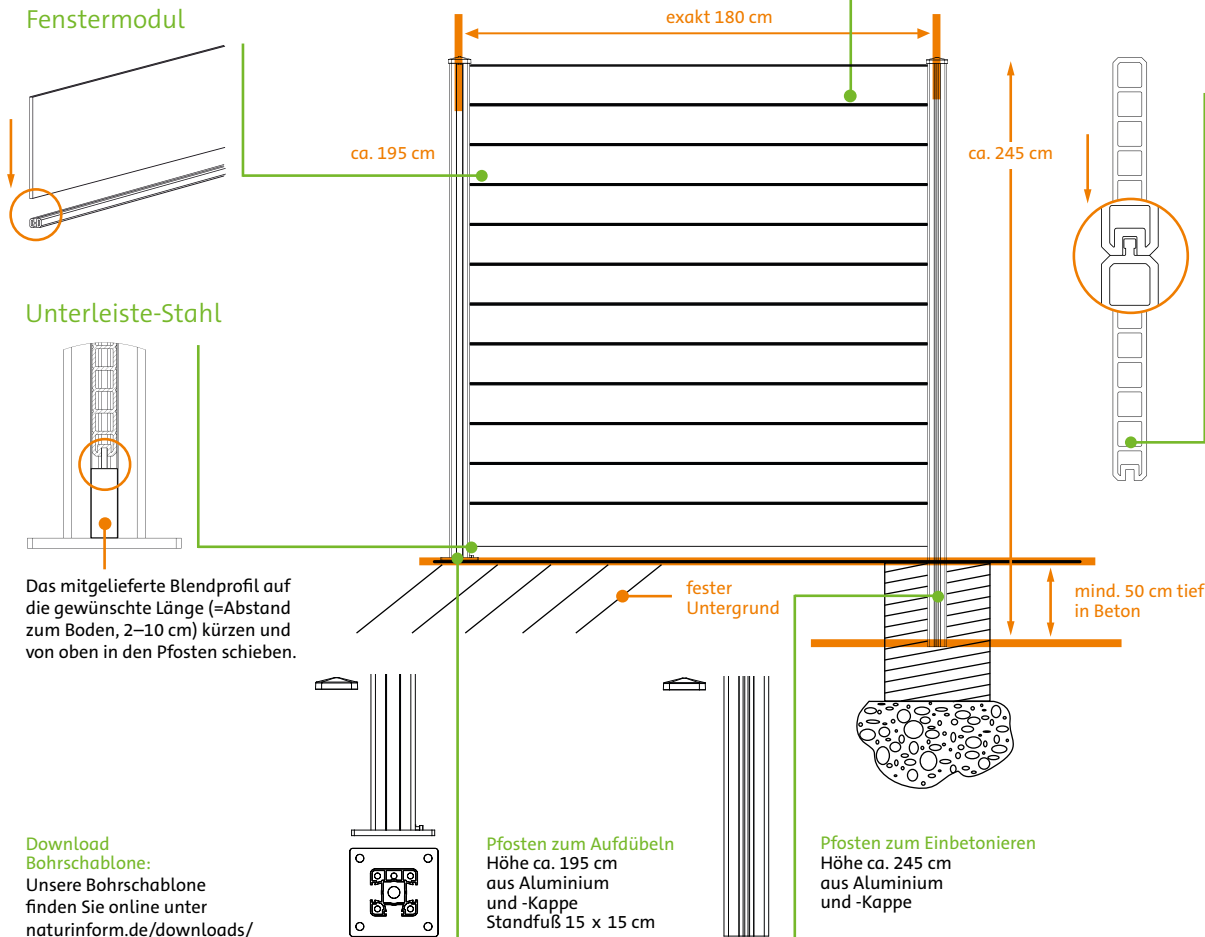 Fenstermodul
exakt 180 cm
ca. 195 cm
ca. 245 cm
Unterleiste-Stahl
Das mitgelieferte Blendprofil auf
die gewünschte Länge (=Abstand
zum Boden, 2–10 cm) kürzen und
von oben in den Pfosten schieben.
fester
Untergrund
mind. 50 cm tief
in Beton
Download
Bohrschablone:
Unsere Bohrschablone
finden Sie online unter
naturinform.de/downloads/
Pfosten zum Aufdübeln
Höhe ca. 195 cm
aus Aluminium
und -Kappe
Standfuß 15 x 15 cm
Pfosten zum Einbetonieren
Höhe ca. 245 cm
aus Aluminium
und -Kappe